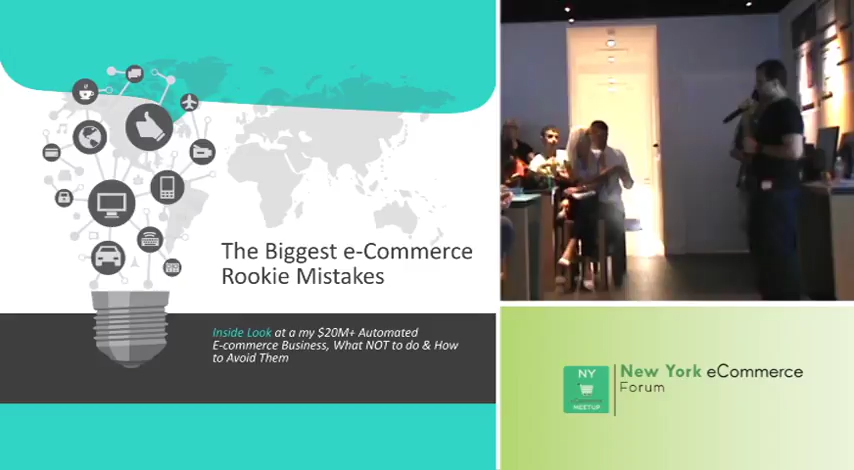 The Biggest e-Commerce
Rookie Mistakes
Inside Look at a my $20M+ Automated
E-commerce Business, What NOT to do & How
to Avoid Them
NY
eCommerce
MEETUP
New York eCommerce
Forum